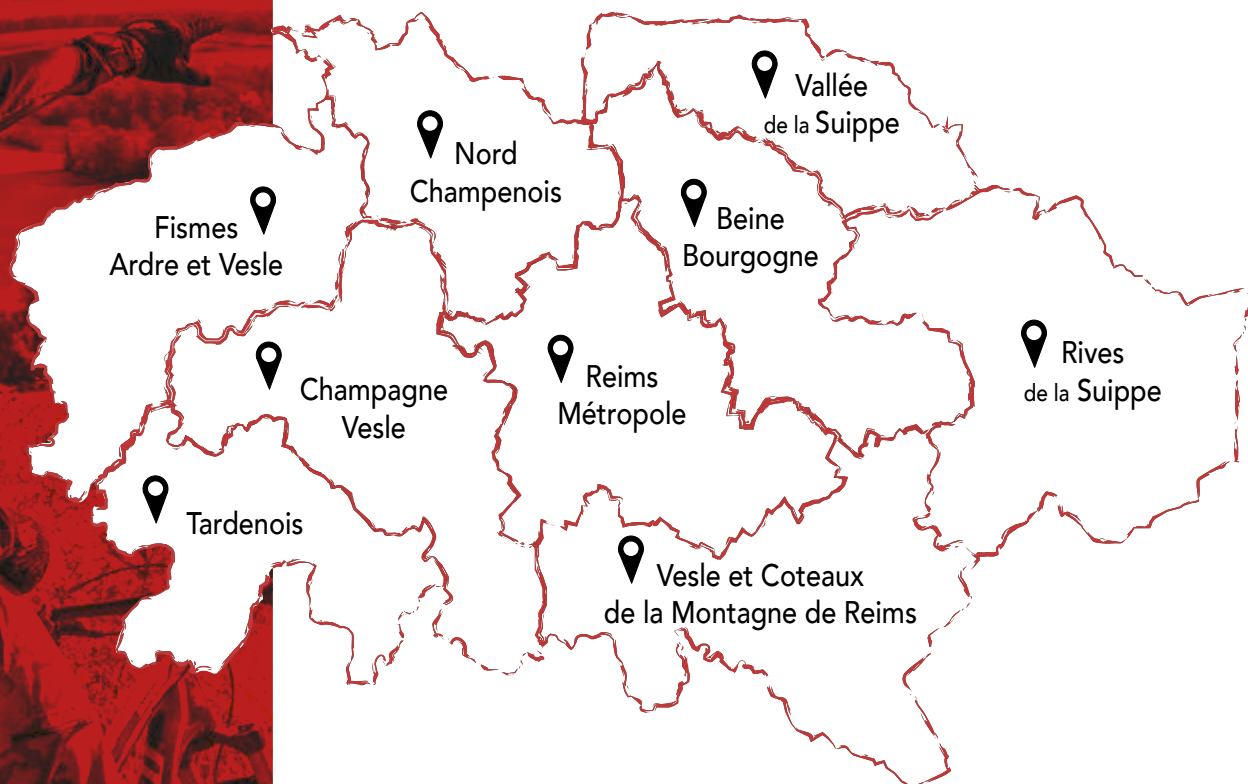 Vallée
de la Suippe
Nord
Champenois
Beine
Bourgogne
Fismes
Ardre et Vesle
Rives
de la Suippe
Reims
Métropole
Champagne
Vesle
Tardenois
Vesle et Coteaux
de la Montagne de Reims